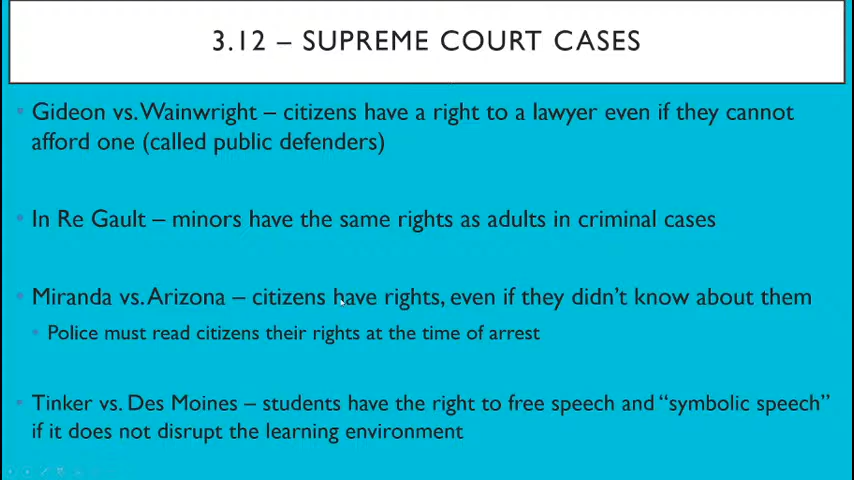 3.12 – SUPREME COURT CASES
• Gideon vs. Wainwright – citizens have a right to a lawyer even if they cannot
afford one (called public defenders)
• In Re Gault – minors have the same rights as adults in criminal cases
• Miranda vs. Arizona – citizens have rights, even if they didn't know about them
• Police must read citizens their rights at the time of arrest
• Tinker vs. Des Moines – students have the right to free speech and “symbolic speech”
if it does not disrupt the learning environment